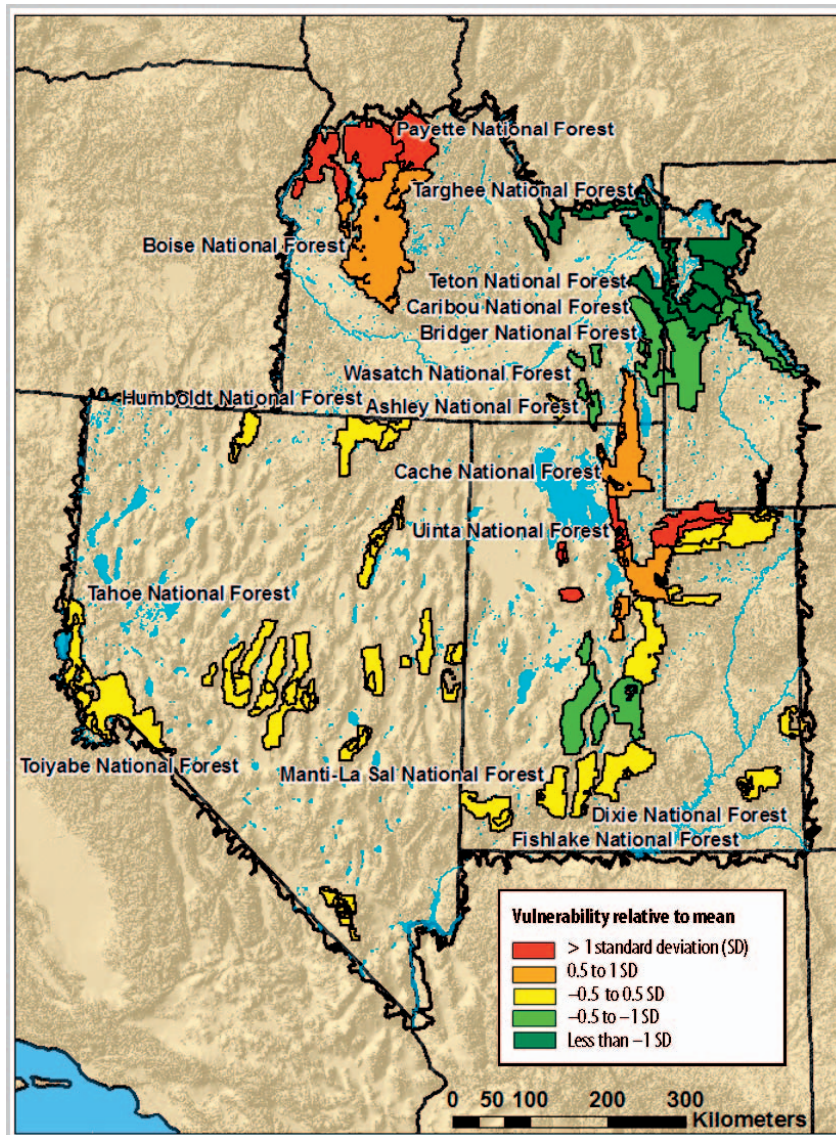 Payette National Forest
Targhee National Forest
Boise National Forest
Teton National Forest
Caribou National Forest
Bridger National Forest
Wasatch National Forest
Humboldt National Forest
Ashley National Forest
Cache National Forest
Uinta National Forest
Tahoe National Forest
Toiyabe National Forest
Manti-La Sal National Forest
Dixie National Forest
Fishlake National Forest
Vulnerability relative to mean
> 1 standard deviation (SD)
0.5 to 1 SD
−0.5 to 0.5 SD
−0.5 to −1 SD
Less than −1 SD
0 50 100 200 300
Kilometers